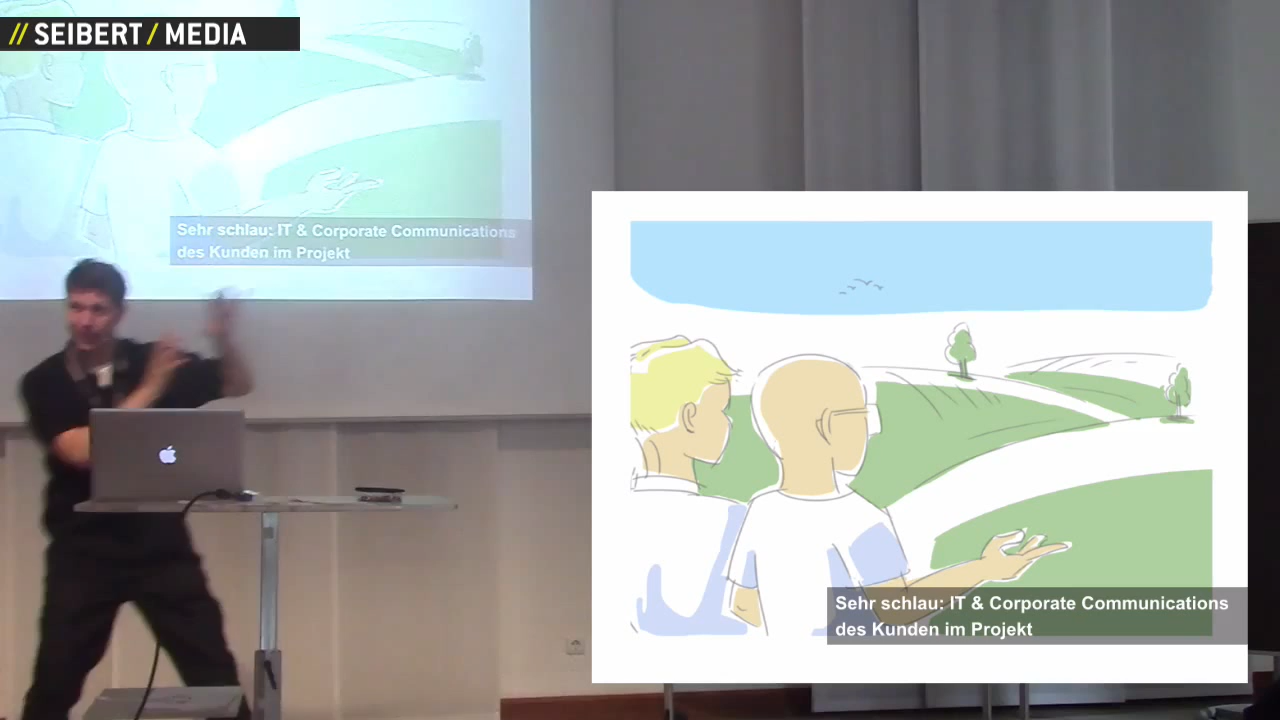 // SEIBERT / MEDIA
Sehr schlau: IT & Corporate Communications
des Kunden im Projekt
Sehr schlau: IT & Corporate Communications
des Kunden im Projekt